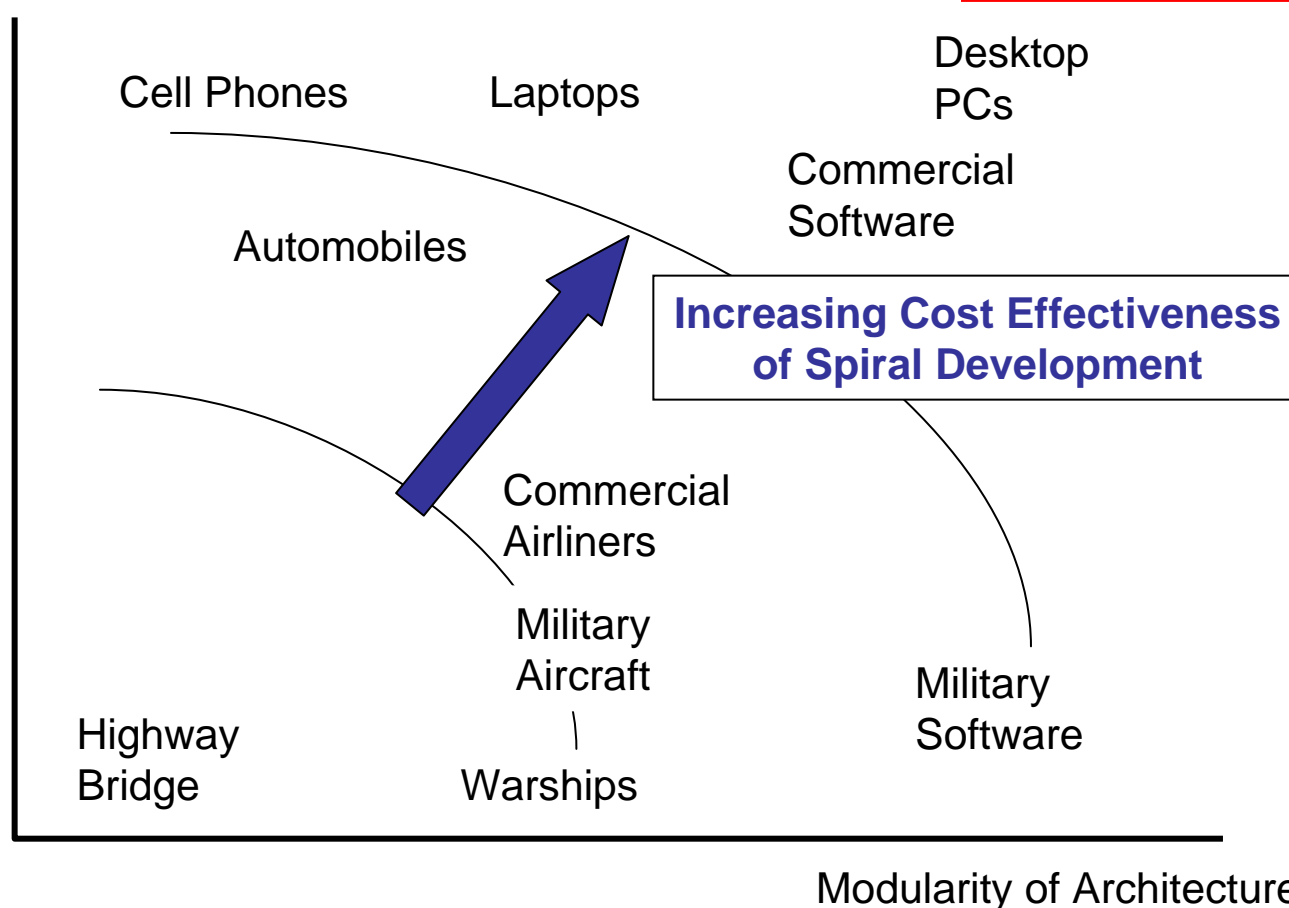 Desktop
PCs
Cell Phones
Laptops
Commercial
Software
Automobiles
Increasing Cost Effectiveness
of Spiral Development
Commercial
Airliners
Military
Aircraft
Military
Software
Highway
Bridge
Warships
Modularity of Architecture